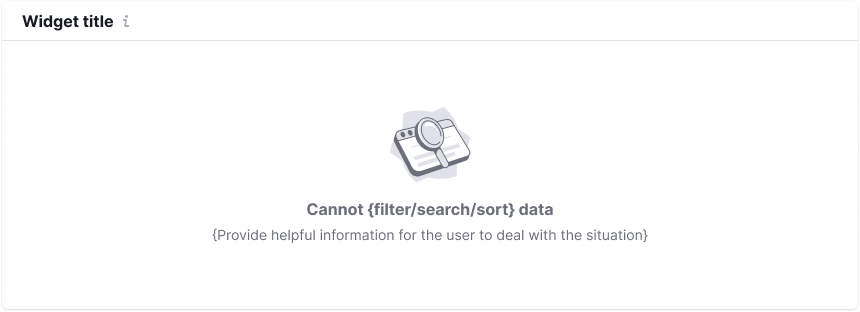 Widget title i
Cannot {filter/search/sort} data
{Provide helpful information for the user to deal with the situation}